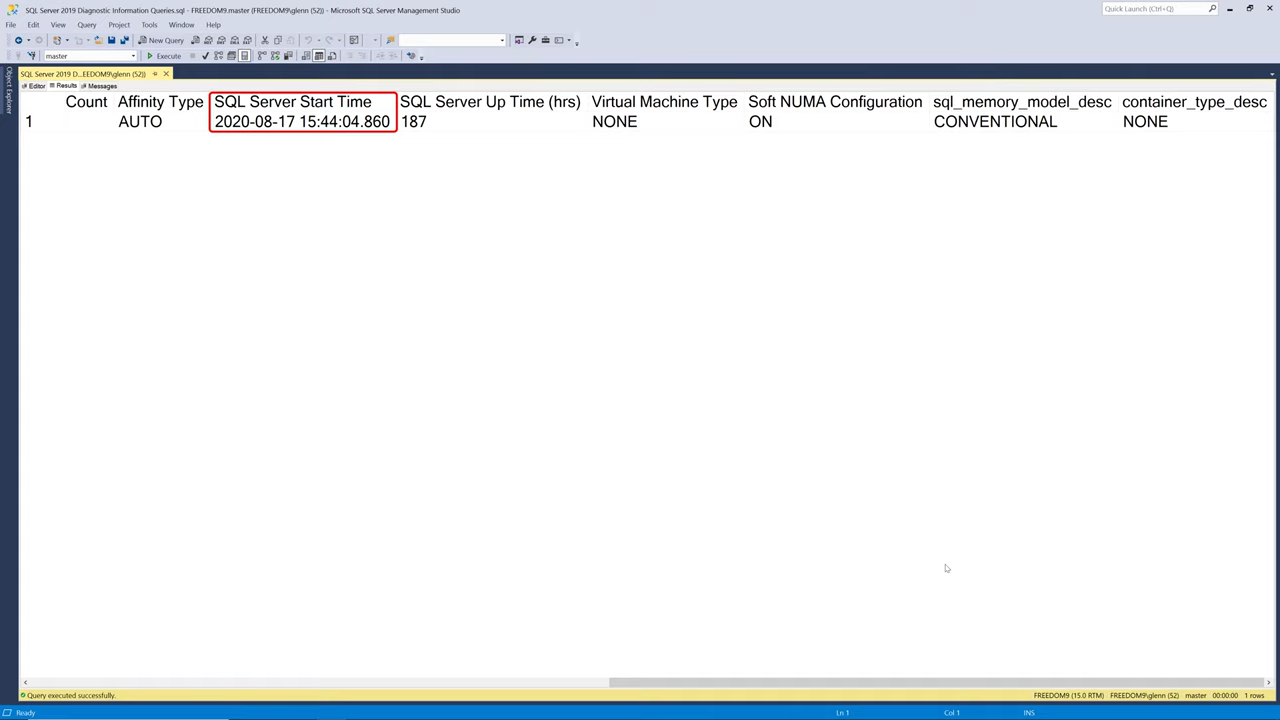 SQL Server 2019 Diagnostic Information Queries.sql - FREEDOM9.master (FREEDOM9\glenn (52)) - Microsoft SQL Server Management Studio
Quick Launch (Ctrl+Q)
File Edit View Query Project Tools Window Help
New Query
master Execute
SQL Server 2019 D...EEDOM9\glenn (52))
Object Explorer
Editor Results Messages
Count Affinity Type SQL Server Start Time SQL Server Up Time (hrs) Virtual Machine Type Soft NUMA Configuration sql_memory_model_desc container_type_desc
1 AUTO 2020-08-17 15:44:04.860 187 NONE ON CONVENTIONAL NONE
Query executed successfully. FREEDOM9 (15.0 RTM) FREEDOM9\glenn (52) master 00:00:00 1 rows
Ready Ln 1 Col 1 INS